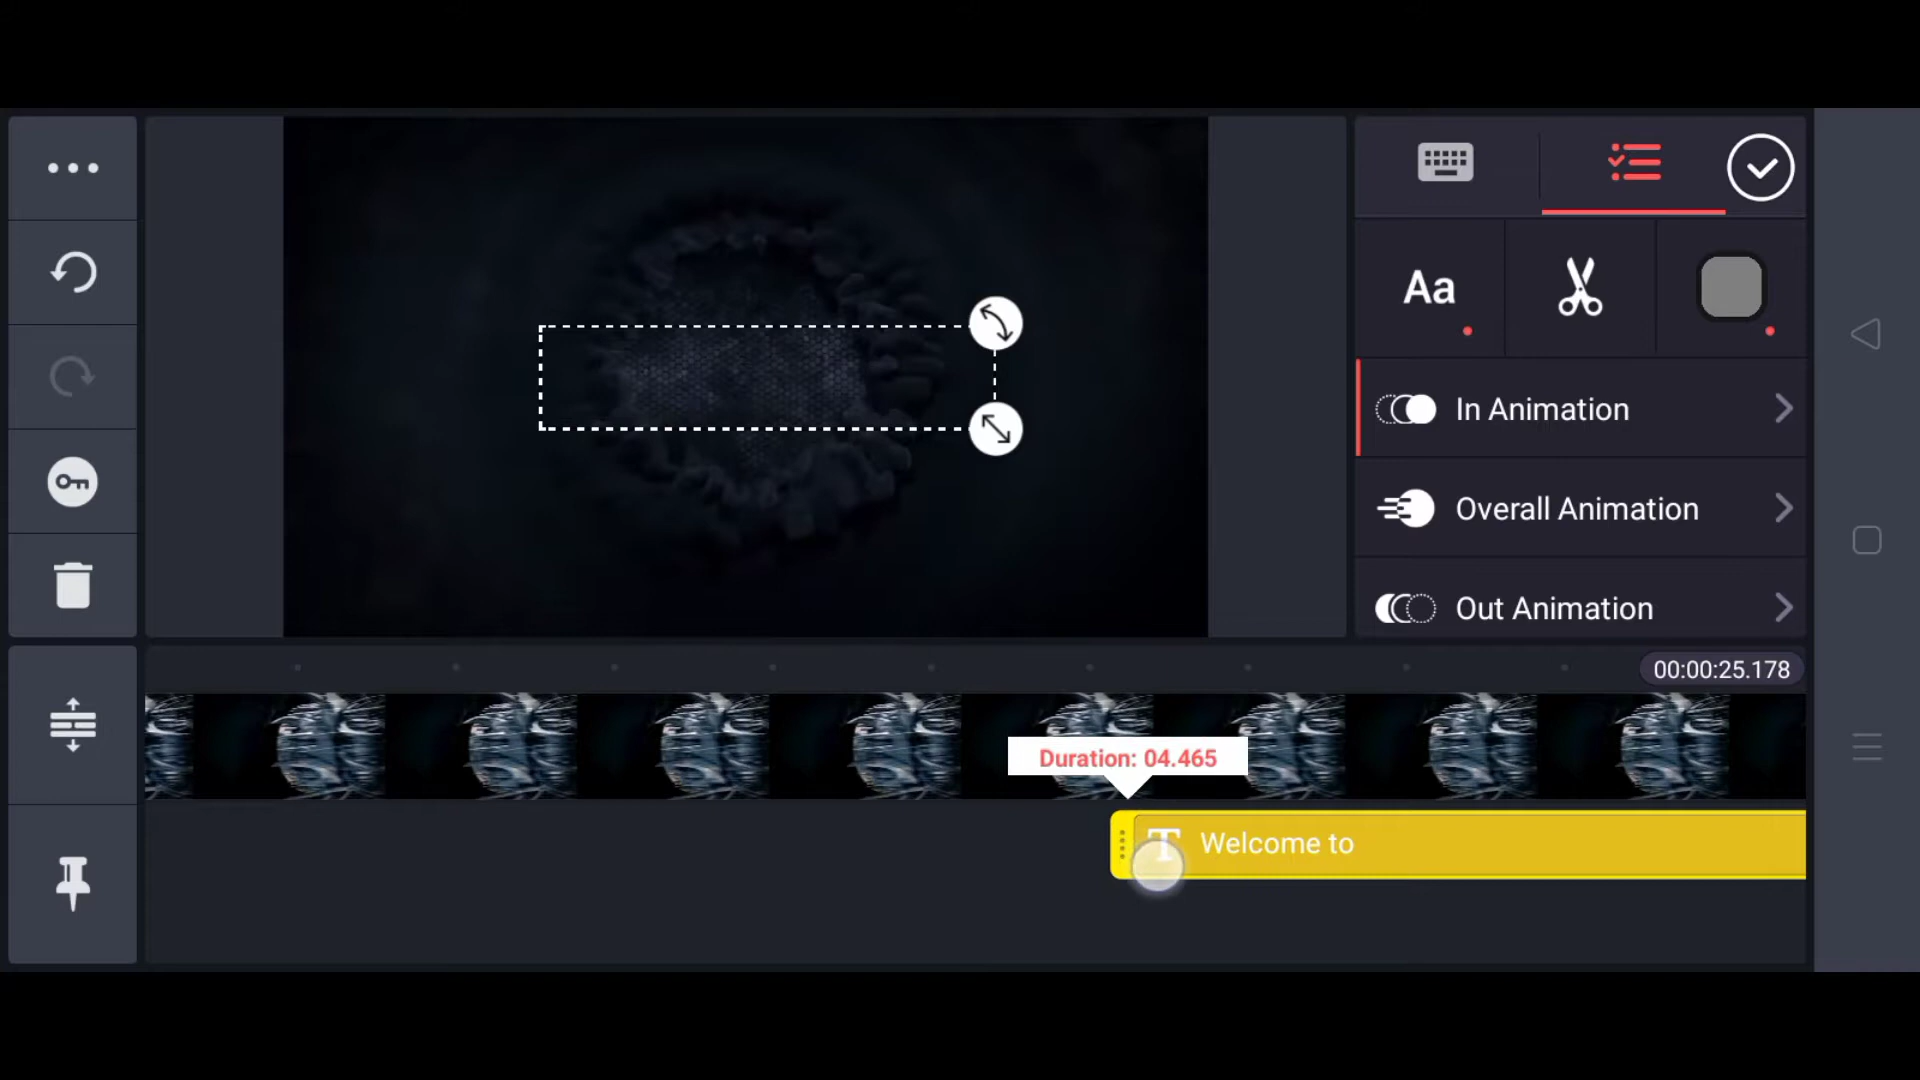 Aa
In Animation
Overall Animation
Out Animation
00:00:25.178
Duration: 04.465
T Welcome to